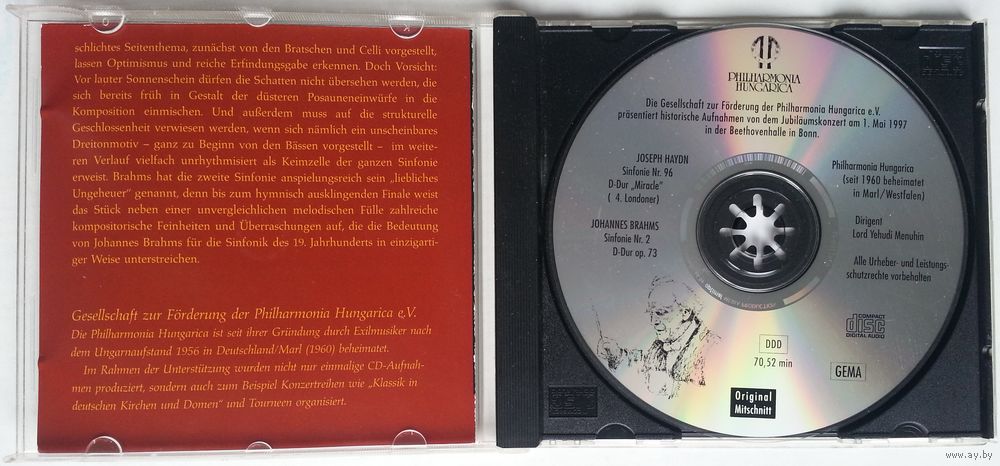 schlichtes Seitenthema, zunächst von den Bratschen und Celli vorgestellt,
lassen Optimismus und reiche Erfindungsgabe erkennen. Doch Vorsicht:
Vor lauter Sonnenschein dürfen die Schatten nicht übersehen werden, die
sich bereits früh in Gestalt der düsteren Posauneneinwürfe in die
Komposition einmischen. Und außerdem muss auf die strukturelle
Geschlossenheit verwiesen werden, wenn sich nämlich ein unscheinbares
Dreitonmotiv – ganz zu Beginn von den Bässen vorgestellt – im weite-
ren Verlauf vielfach unrhythmisiert als Keimzelle der ganzen Sinfonie
erweist. Brahms hat die zweite Sinfonie anspielungsreich sein „liebliches
Ungeheuer" genannt, denn bis zum hymnisch ausklingenden Finale weist
das Stück neben einer unvergleichlichen melodischen Fülle zahlreiche
kompositorische Feinheiten und Überraschungen auf, die die Bedeutung
von Johannes Brahms für die Sinfonik des 19. Jahrhunderts in einzigarti-
ger Weise unterstreichen.
Gesellschaft zur Förderung der Philharmonia Hungarica e.V.
Die Philharmonia Hungarica ist seit ihrer Gründung durch Exilmusiker nach
dem Ungarnaufstand 1956 in Deutschland/Marl (1960) beheimatet.
Im Rahmen der Unterstützung wurden nicht nur einmalige CD-Aufnah-
men produziert, sondern auch zum Beispiel Konzertreihen wie „Klassik in
deutschen Kirchen und Domen" und Tourneen organisiert.
PHILHARMONIA
HUNGARICA
Die Gesellschaft zur Förderung der Philharmonia Hungarica e.V.
präsentiert historische Aufnahmen von dem Jubiläumskonzert am 1. Mai 1997
in der Beethovenhalle in Bonn.
JOSEPH HAYDN
Sinfonie Nr. 96
D-Dur „Miracle"
( 4. Londoner)
JOHANNES BRAHMS
Sinfonie Nr. 2
D-Dur op. 73
Philharmonia Hungarica
(seit 1960 beheimatet
in Marl/Westfalen)
Dirigent
Lord Yehudi Menuhin
Alle Urheber- und Leistungs-
schutzrechte vorbehalten
COMPACT
disc
DIGITAL AUDIO
DDD
70,52 min
GEMA
Original
Mitschnitt
www.ay.by